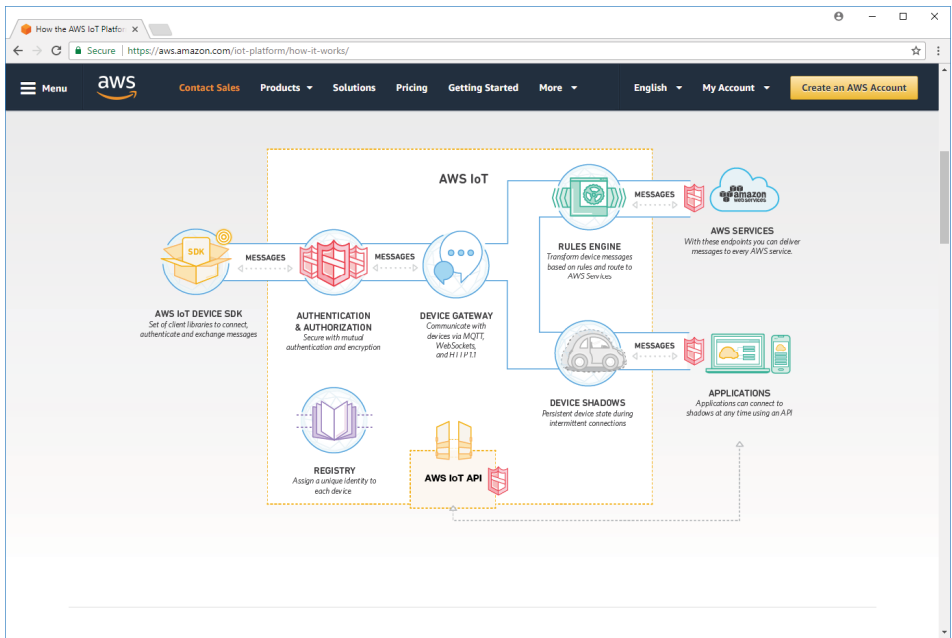 How the AWS IoT Platfor
Secure
https://aws.amazon.com/iot-platform/how-it-works/
Menu
aws
Contact Sales
Products
Solutions
Pricing
Getting Started
More
English
My Account
Create an AWS Account
AWS IoT
MESSAGES
amazon
web services
RULES ENGINE
Transform device messages
based on rules and route to
AWS Services
AWS SERVICES
With these endpoints you can deliver
messages to every AWS service.
SDK
MESSAGES
MESSAGES
AWS IoT DEVICE SDK
Set of client libraries to connect,
authenticate and exchange messages
AUTHENTICATION
& AUTHORIZATION
Secure with mutual
authentication and encryption
DEVICE GATEWAY
Communicate with
devices via MQTT,
WebSockets,
and HTTP 1.1
MESSAGES
DEVICE SHADOWS
Persistent device state during
intermittent connections
APPLICATIONS
Applications can connect to
shadows at any time using an API
REGISTRY
Assign a unique identity to
each device
AWS IoT API